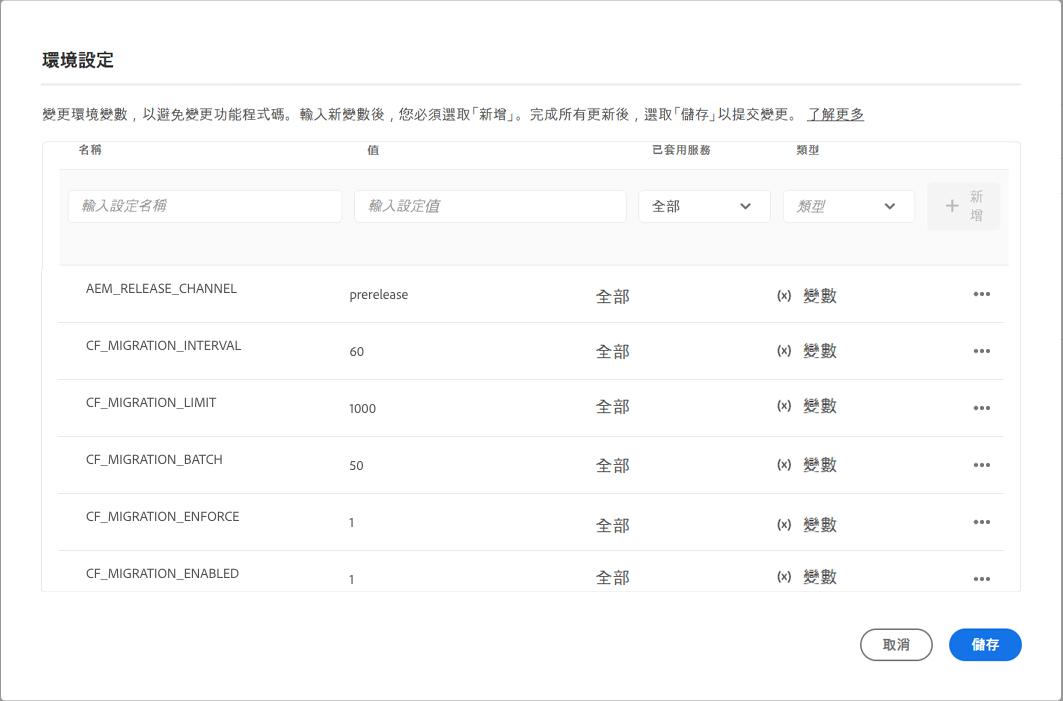 環境設定
變更環境變數，以避免變更功能程式碼。輸入新變數後，您必須選取「新增」。完成所有更新後，選取「儲存」以提交變更。 了解更多
名稱 值 已套用服務 類型
輸入設定名稱 輸入設定值 全部 類型 + 新增
AEM_RELEASE_CHANNEL prerelease 全部 (x) 變數
CF_MIGRATION_INTERVAL 60 全部 (x) 變數
CF_MIGRATION_LIMIT 1000 全部 (x) 變數
CF_MIGRATION_BATCH 50 全部 (x) 變數
CF_MIGRATION_ENFORCE 1 全部 (x) 變數
CF_MIGRATION_ENABLED 1 全部 (x) 變數
取消 儲存